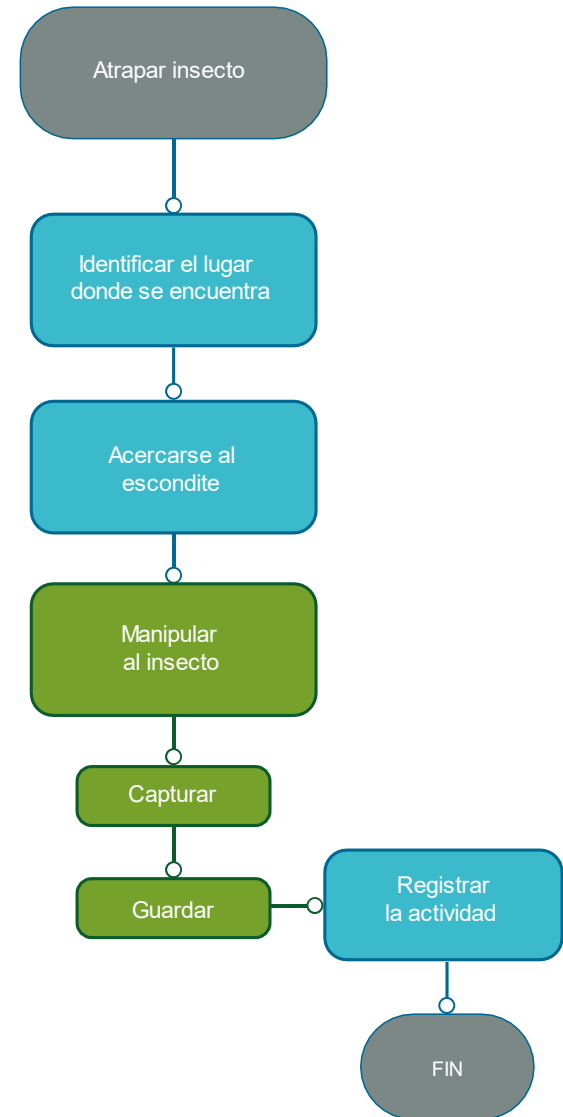 Atrapar insecto
Identificar el lugar
donde se encuentra
Acercarse al
escondite
Manipular
al insecto
Capturar
Guardar
Registrar
la actividad
FIN